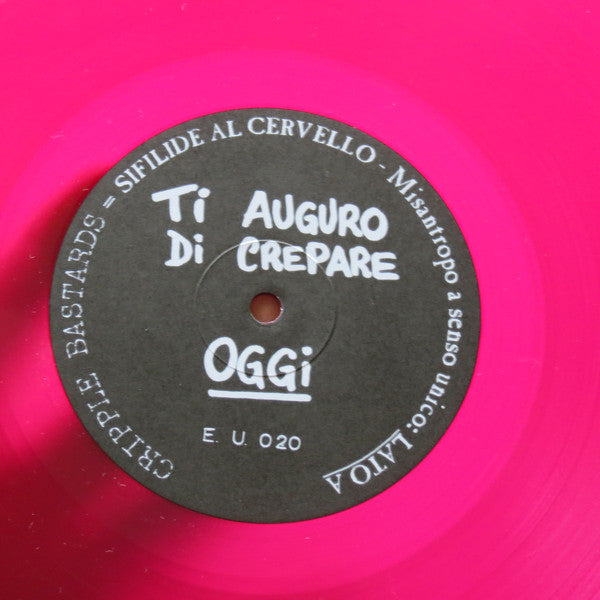 CRIPPLE BASTARDS = SIFILIDE AL CERVELLO - Misantropo a senso unico: LATO A
Ti AUGURO
Di CREPARE
OGGi
E. U. 020